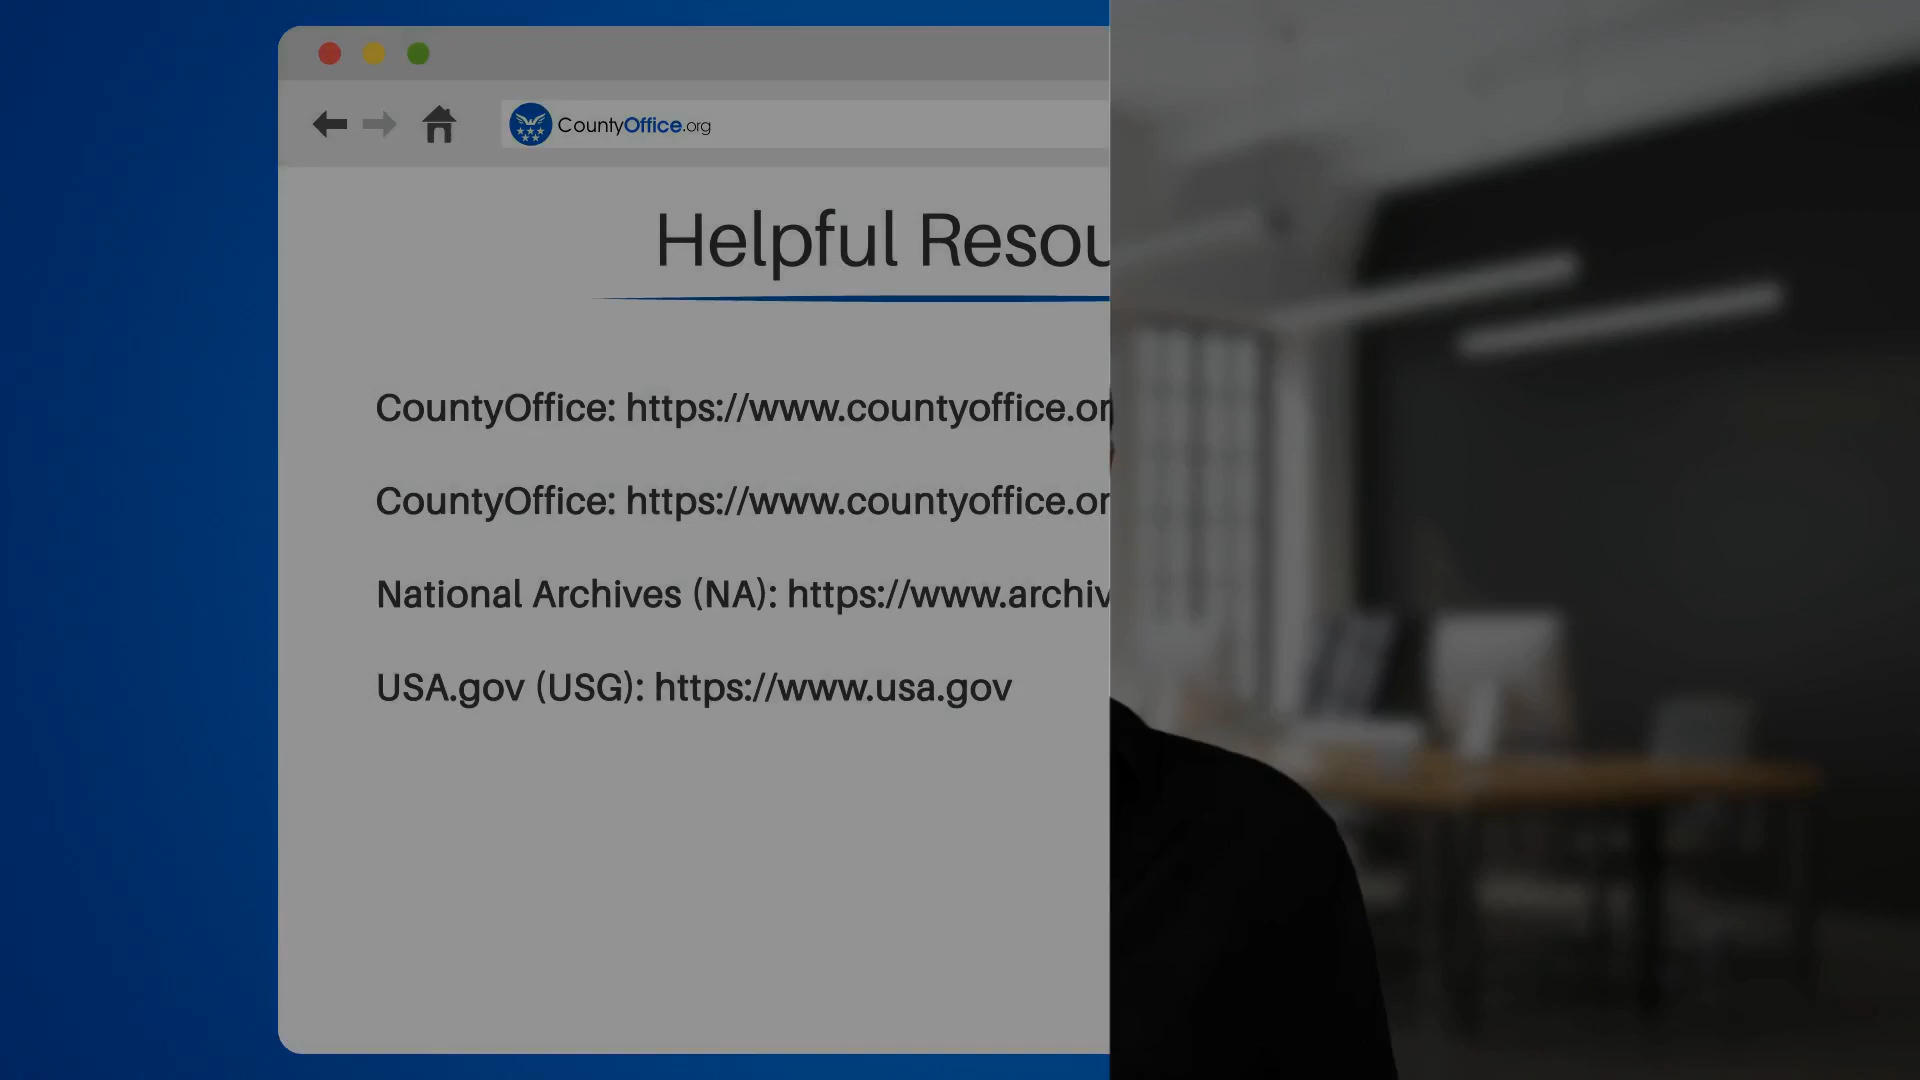 CountyOffice.org
Helpful Resou
CountyOffice: https://www.countyoffice.or
CountyOffice: https://www.countyoffice.or
National Archives (NA): https://www.archiv
USA.gov (USG): https://www.usa.gov